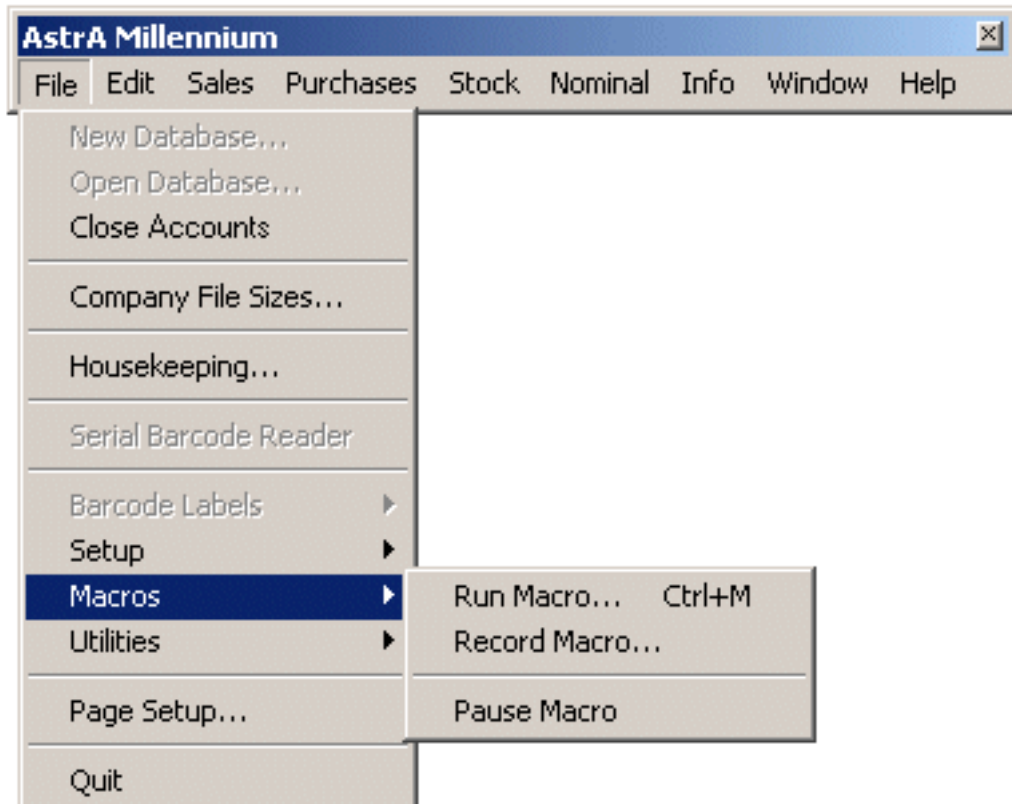 AstrA Millennium
File Edit Sales Purchases Stock Nominal Info Window Help
New Database...
Open Database...
Close Accounts
Company File Sizes...
Housekeeping...
Serial Barcode Reader
Barcode Labels
Setup
Macros
Utilities
Page Setup...
Quit
Run Macro... Ctrl+M
Record Macro...
Pause Macro